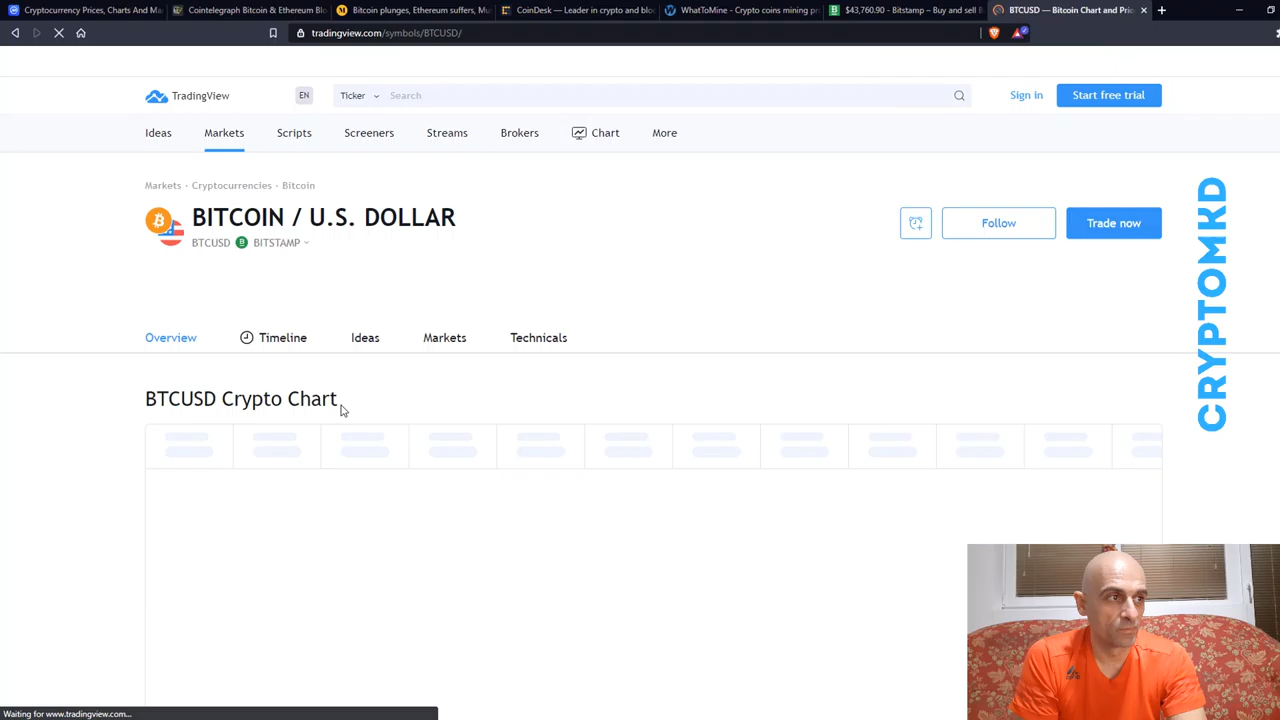 Cryptocurrency Prices, Charts And Ma
Cointelegraph Bitcoin & Ethereum Blo
Bitcoin plunges, Ethereum suffers, Mu
CoinDesk — Leader in crypto and bloc
WhatToMine - Crypto coins mining pr
$43,760.90 - Bitstamp – Buy and sell B
BTCUSD — Bitcoin Chart and Pric
tradingview.com/symbols/BTCUSD/
TradingView
EN
Ticker
Search
Sign in
Start free trial
Ideas
Markets
Scripts
Screeners
Streams
Brokers
Chart
More
Markets · Cryptocurrencies · Bitcoin
BITCOIN / U.S. DOLLAR
BTCUSD
BITSTAMP
Follow
Trade now
CRYPTOMKD
Overview
Timeline
Ideas
Markets
Technicals
BTCUSD Crypto Chart
Waiting for www.tradingview.com...